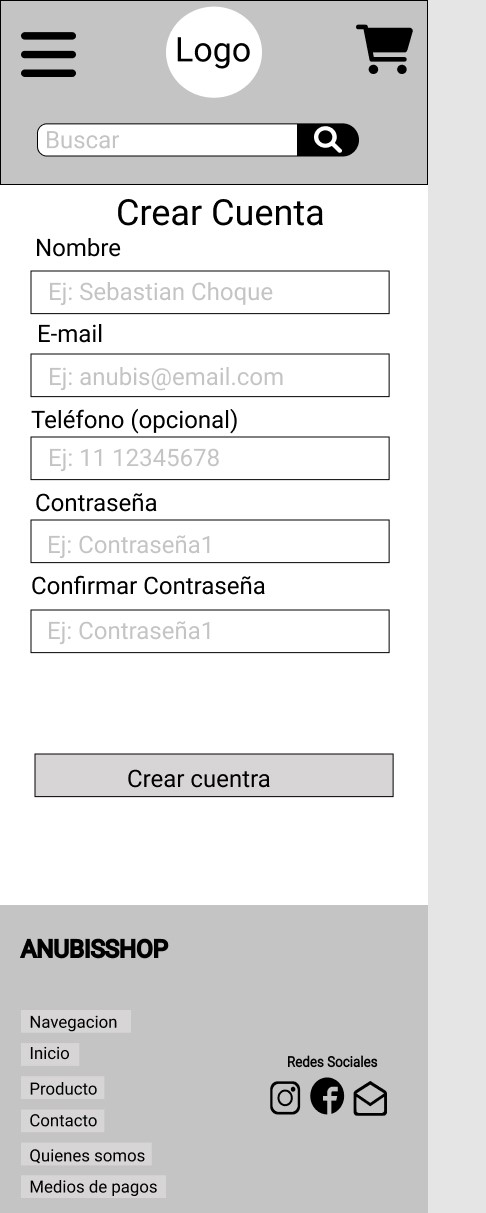 Logo
Buscar
Crear Cuenta
Nombre
Ej: Sebastian Choque
E-mail
Ej: anubis@email.com
Teléfono (opcional)
Ej: 11 12345678
Contraseña
Ej: Contraseña1
Confirmar Contraseña
Ej: Contraseña1
Crear cuentra
ANUBISSHOP
Navegacion
Inicio
Redes Sociales
Producto
Contacto
Quienes somos
Medios de pagos